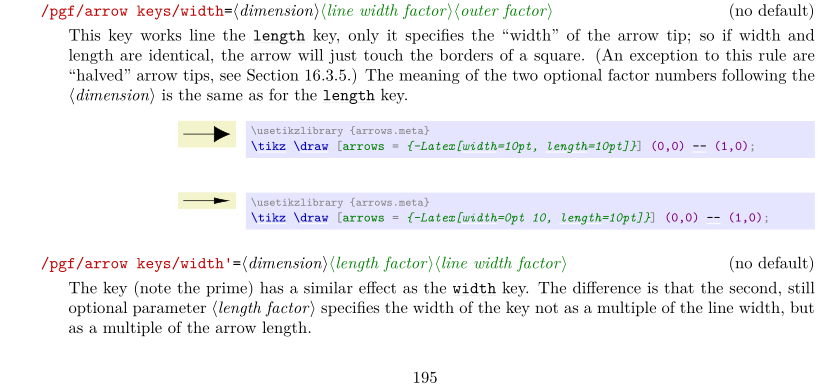 /pgf/arrow keys/width=⟨dimension⟩⟨line width factor⟩⟨outer factor⟩ (no default)
This key works line the length key, only it specifies the “width” of the arrow tip; so if width and
length are identical, the arrow will just touch the borders of a square. (An exception to this rule are
“halved” arrow tips, see Section 16.3.5.) The meaning of the two optional factor numbers following the
⟨dimension⟩ is the same as for the length key.
\usetikzlibrary {arrows.meta}
\tikz \draw [arrows = {-Latex[width=10pt, length=10pt]}] (0,0) -- (1,0);
\usetikzlibrary {arrows.meta}
\tikz \draw [arrows = {-Latex[width=0pt 10, length=10pt]}] (0,0) -- (1,0);
/pgf/arrow keys/width'=⟨dimension⟩⟨length factor⟩⟨line width factor⟩ (no default)
The key (note the prime) has a similar effect as the width key. The difference is that the second, still
optional parameter ⟨length factor⟩ specifies the width of the key not as a multiple of the line width, but
as a multiple of the arrow length.
195